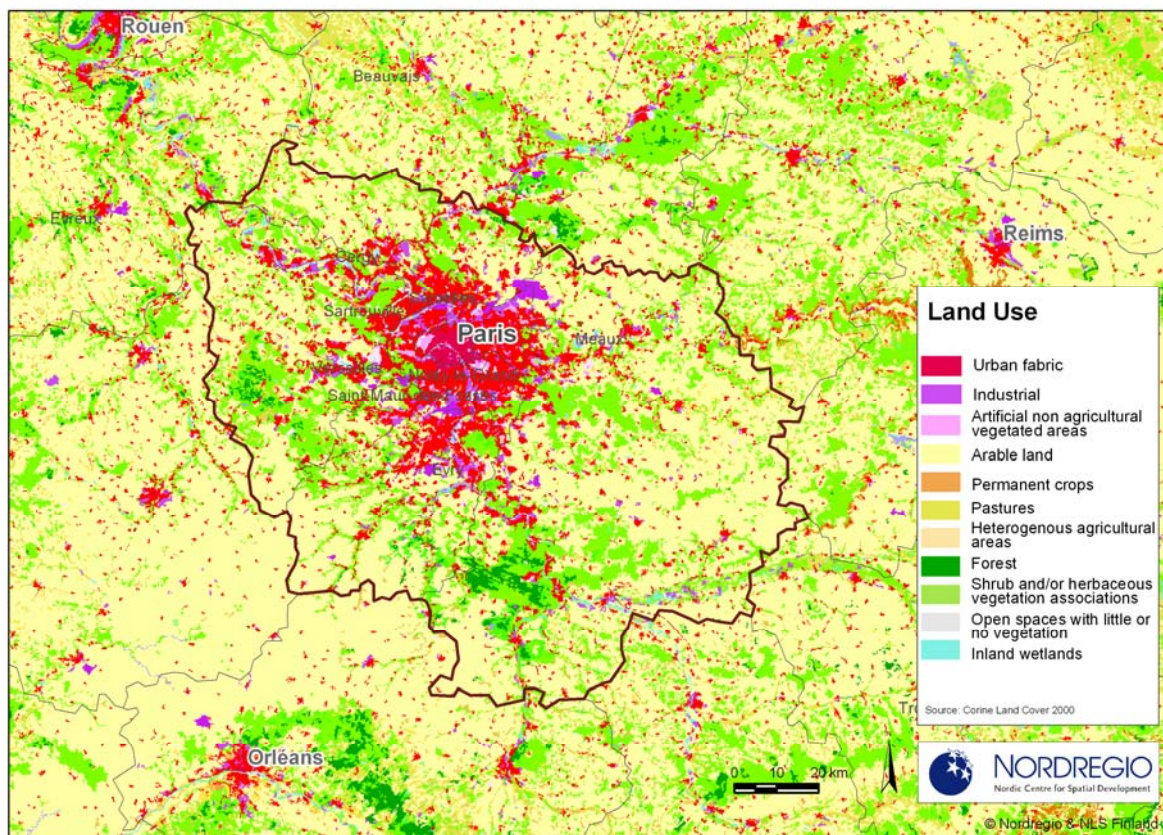 Rouen
Beauvais
Evreux
Reims
Cergy
Sartrouville
Paris
Meaux
Evry
Orléans
Land Use
Urban fabric
Industrial
Artificial non agricultural
vegetated areas
Arable land
Permanent crops
Pastures
Heterogenous agricultural
areas
Forest
Shrub and/or herbaceous
vegetation associations
Open spaces with little or
no vegetation
Inland wetlands
Source: Corine Land Cover 2000
0 10 20 km
NORDREGIO
Nordic Centre for Spatial Development
© Nordregio & NLS Finland